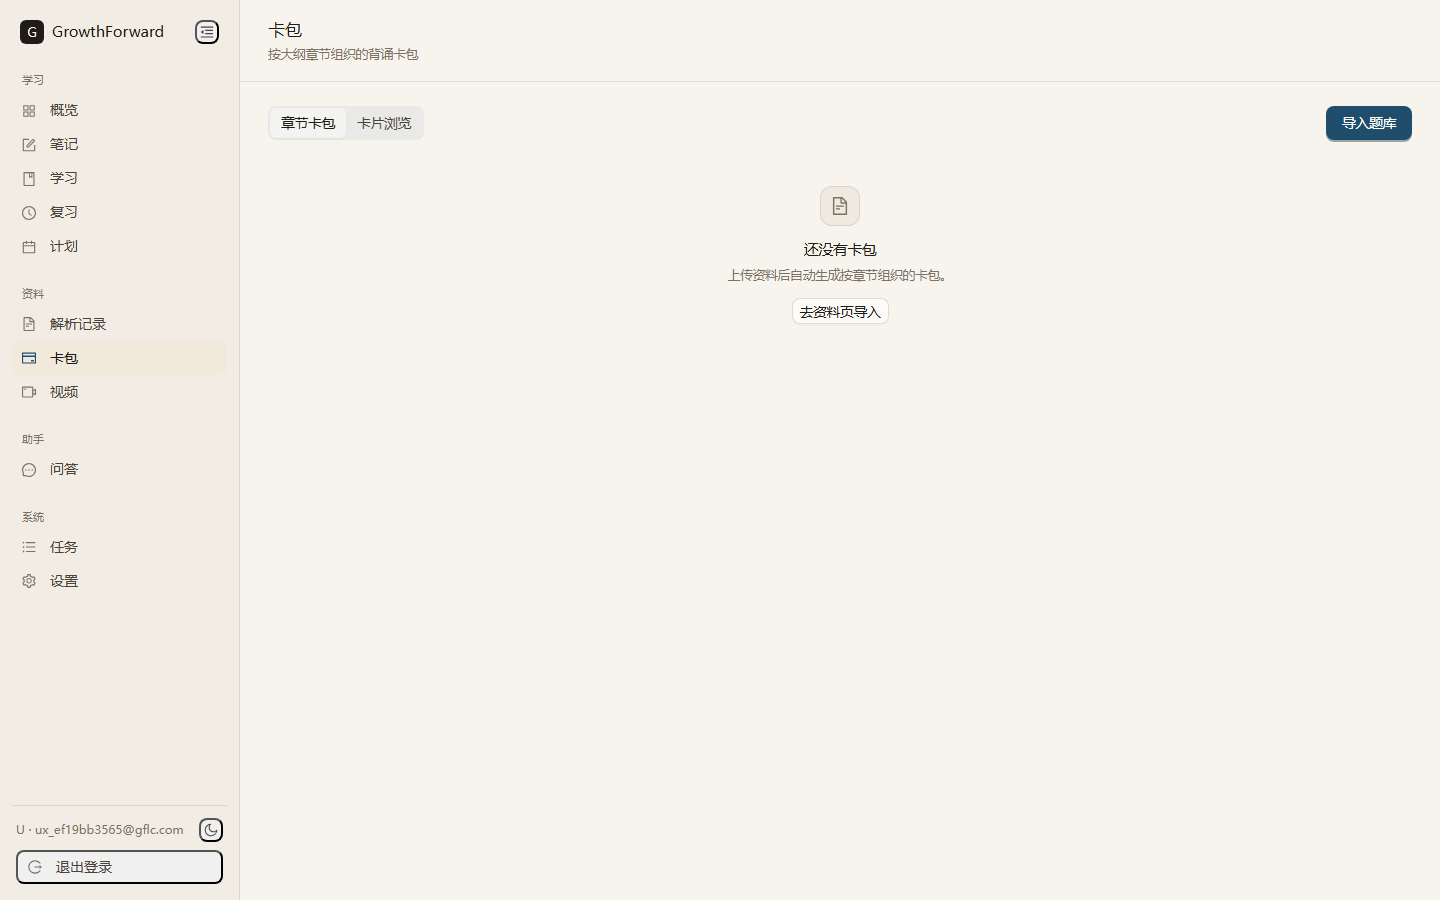 G GrowthForward
学习
概览
笔记
学习
复习
计划
资料
解析记录
卡包
视频
助手
问答
系统
任务
设置
U · ux_ef19bb3565@gflc.com
退出登录
卡包
按大纲章节组织的背诵卡包
章节卡包 卡片浏览
导入题库
还没有卡包
上传资料后自动生成按章节组织的卡包。
去资料页导入